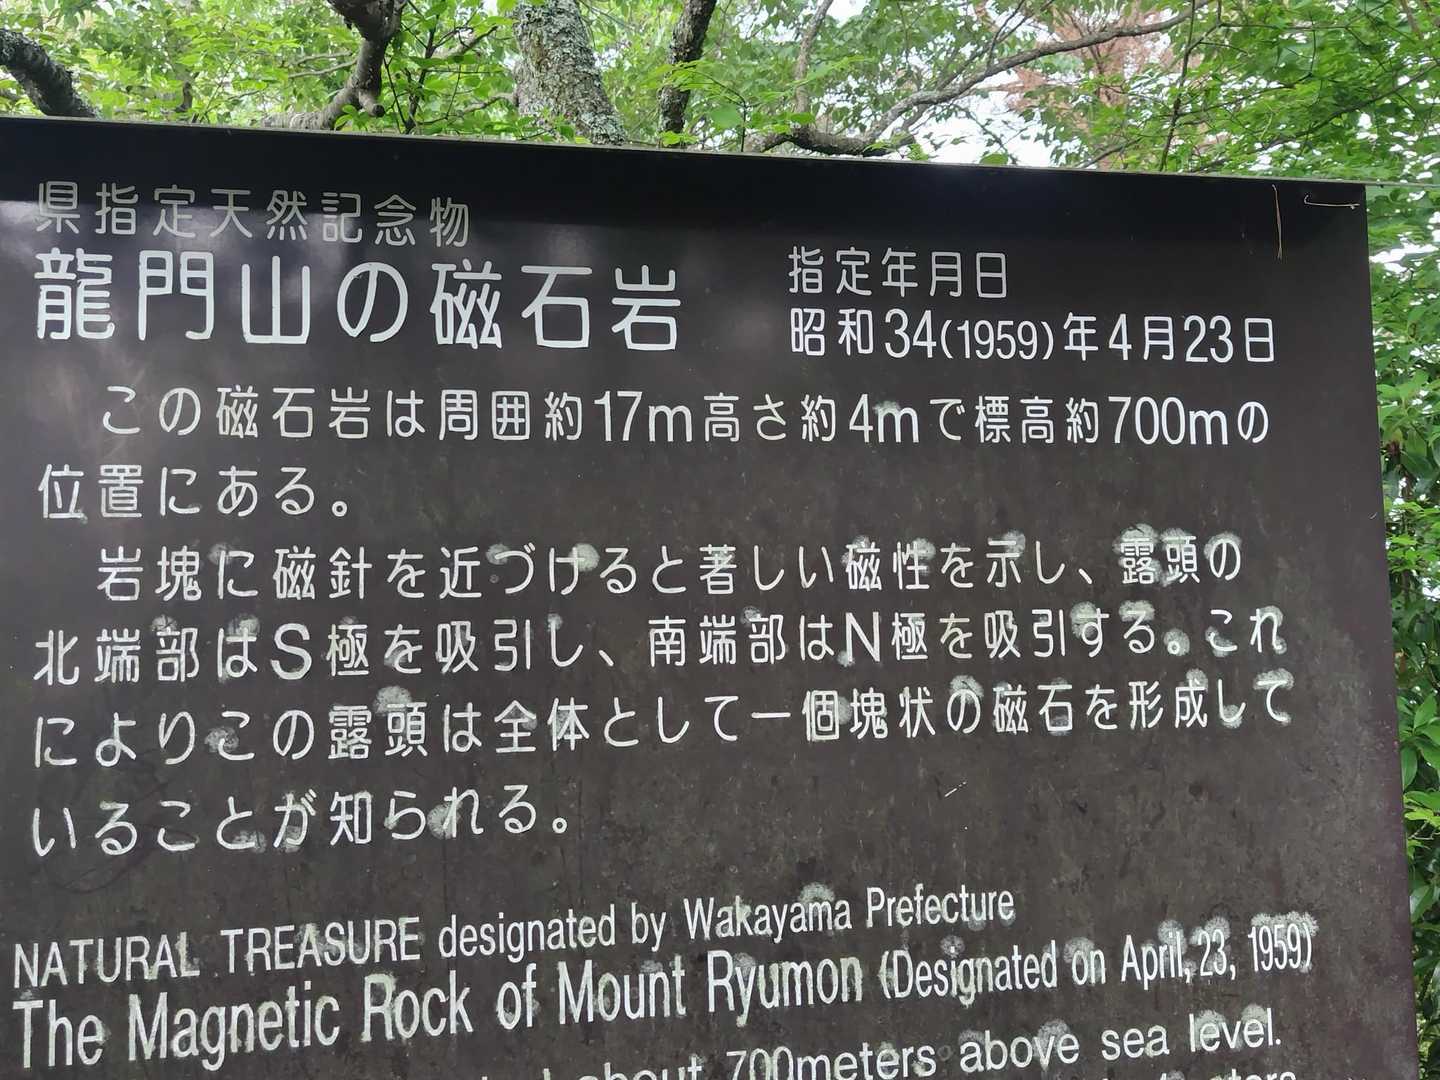 県指定天然記念物
龍門山の磁石岩
指定年月日
昭和34(1959)年4月23日
この磁石岩は周囲約17m高さ約4mで標高約700mの
位置にある。
岩塊に磁針を近づけると著しい磁性を示し、露頭の
北端部はS極を吸引し、南端部はN極を吸引する。これ
によりこの露頭は全体として一個塊状の磁石を形成して
いることが知られる。
NATURAL TREASURE designated by Wakayama Prefecture
The Magnetic Rock of Mount Ryumon (Designated on April, 23, 1959)
about 700meters above sea level.